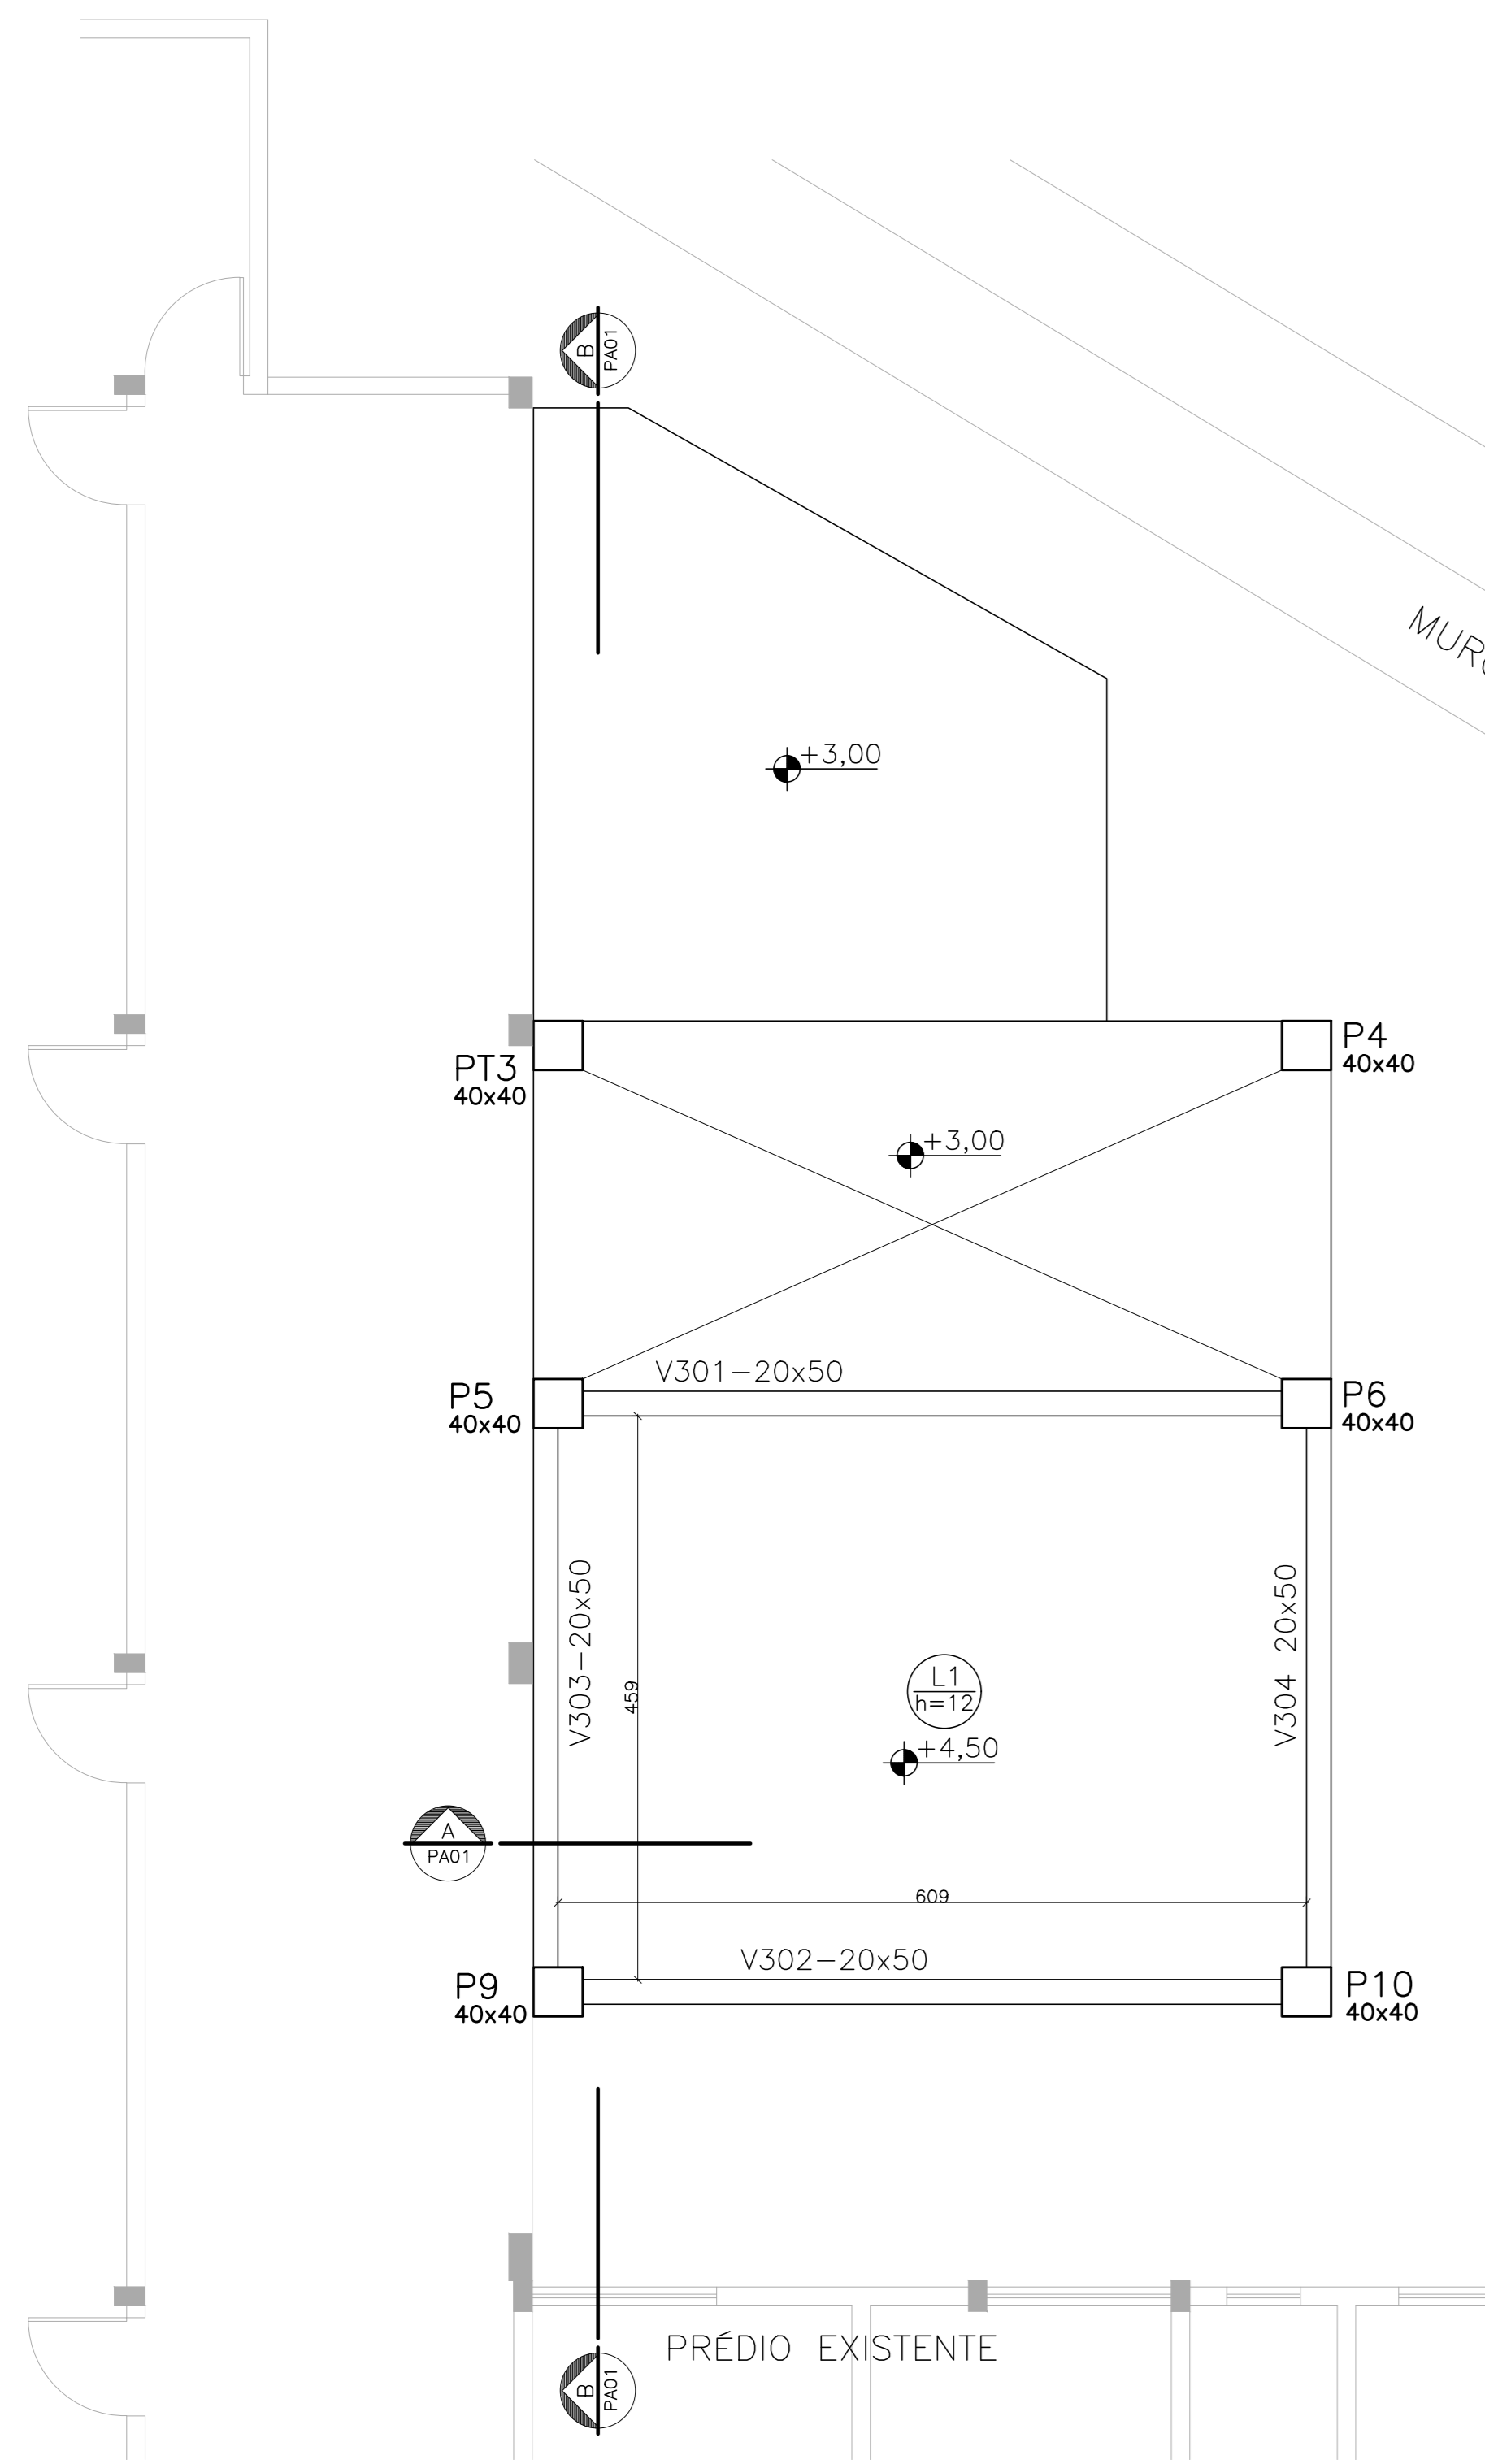 B
PA01
MURO
+3,00
PT3
40x40
P4
40x40
+3,00
V301-20x50
P5
40x40
P6
40x40
V303-20x50
459
V304 20x50
L1
h=12
+4,50
A
PA01
609
V302-20x50
P9
40x40
P10
40x40
PRÉDIO EXISTENTE
B
PA01